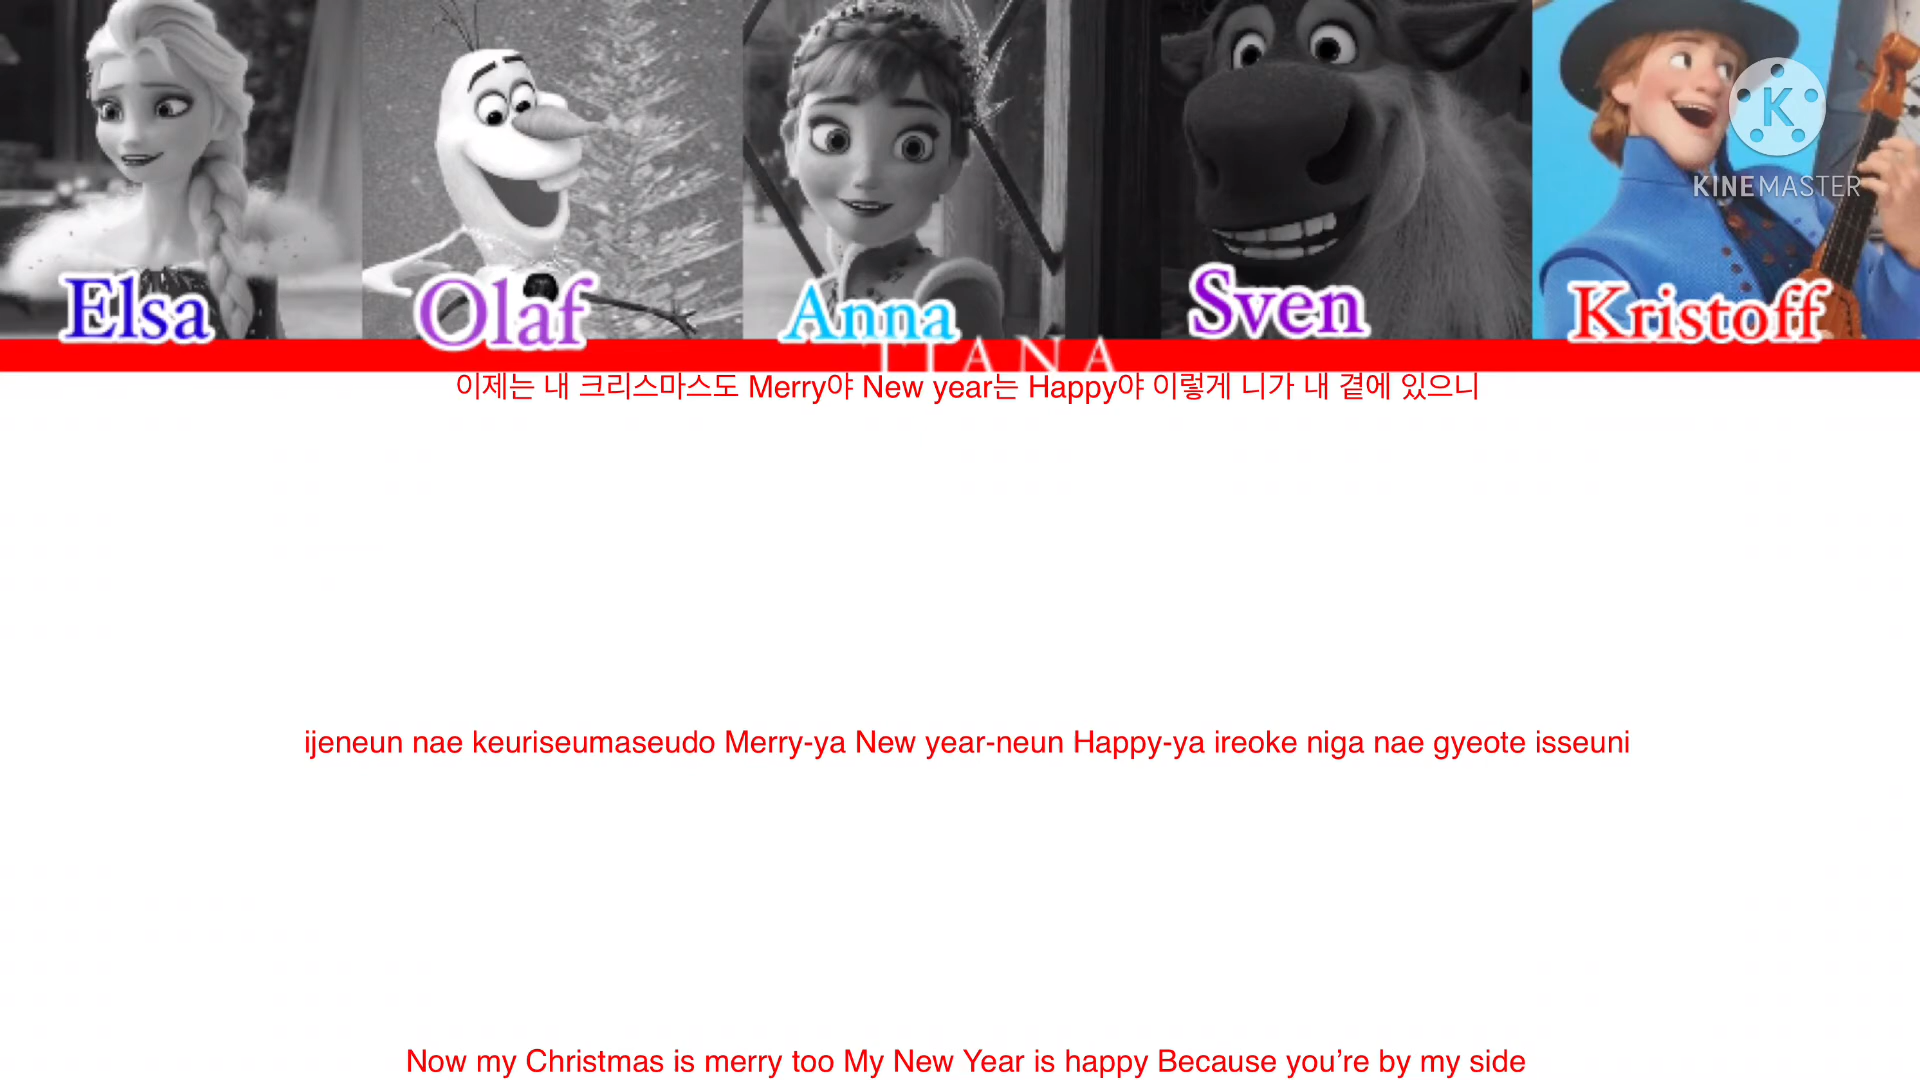 K
KINEMASTER
Elsa
Olaf
Anna
Sven
Kristoff
TIANA
이제는 내 크리스마스도 Merry야 New year는 Happy야 이렇게 니가 내 곁에 있으니
ijeneun nae keuriseumaseudo Merry-ya New year-neun Happy-ya ireoke niga nae gyeote isseuni
Now my Christmas is merry too My New Year is happy Because you’re by my side